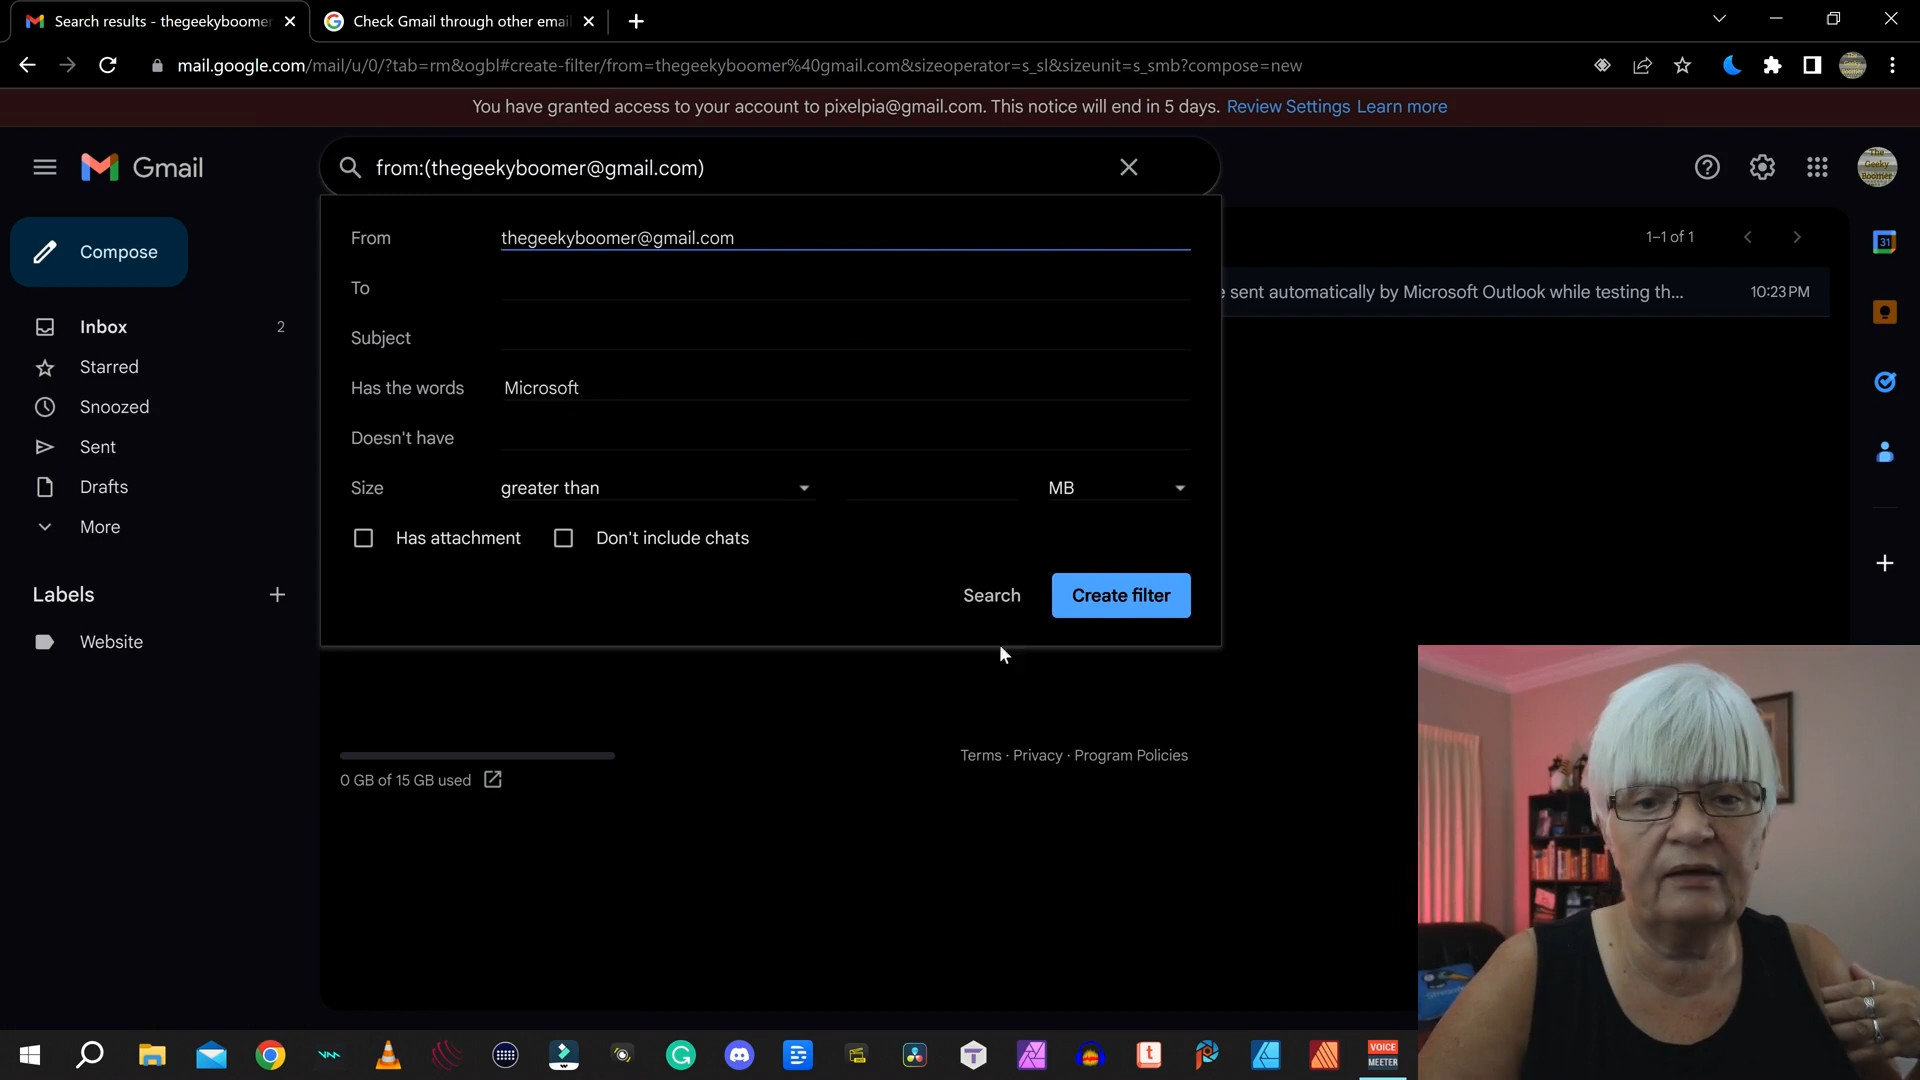 Search results - thegeekyboomer
Check Gmail through other email
mail.google.com/mail/u/0/?tab=rm&ogbl#create-filter/from=thegeekyboomer%40gmail.com&sizeoperator=s_sl&sizeunit=s_smb?compose=new
You have granted access to your account to pixelpia@gmail.com. This notice will end in 5 days. Review Settings Learn more
Gmail
from:(thegeekyboomer@gmail.com)
The Geeky Boomer
Compose
From thegeekyboomer@gmail.com
1–1 of 1
31
To
e sent automatically by Microsoft Outlook while testing th... 10:23 PM
Inbox 2
Subject
Starred
Has the words Microsoft
Snoozed
Doesn't have
Sent
Size greater than MB
Drafts
More
Has attachment Don't include chats
Labels
Search Create filter
Website
Terms · Privacy · Program Policies
0 GB of 15 GB used
VOICE
MEETER